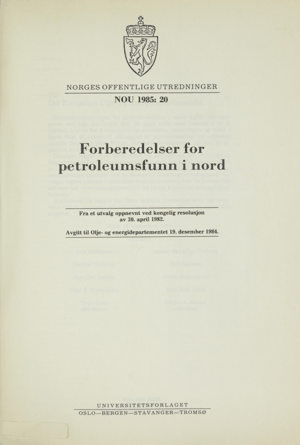 NORGES OFFENTLIGE UTREDNINGER
NOU 1985: 20
Forberedelser for
petroleumsfunn i nord
Fra et utvalg oppnevnt ved kongelig resolusjon
av 30. april 1982.
Avgitt til Olje- og energidepartementet 19. desember 1984.
UNIVERSITETSFORLAGET
OSLO—BERGEN—STAVANGER—TROMSØ